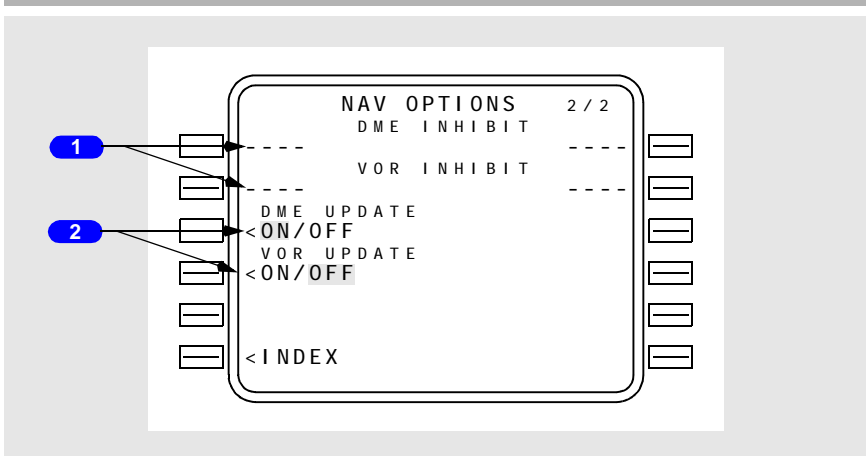 NAV OPTIONS 2/2
DME INHIBIT
1
---- ----
VOR INHIBIT
---- ----
DME UPDATE
2
<ON/OFF
VOR UPDATE
<ON/OFF
<INDEX